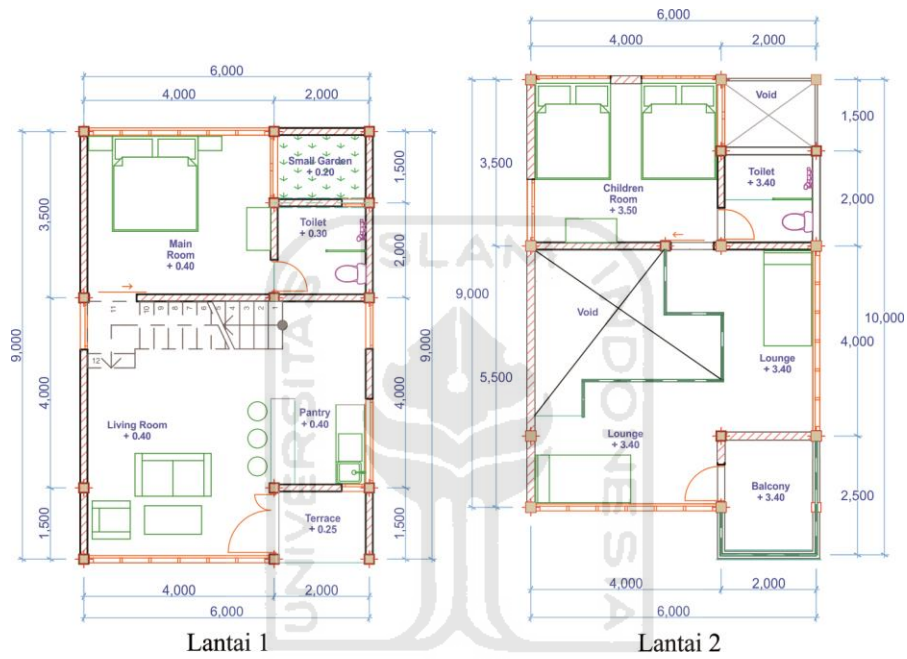 6,000
4,000
2,000
3,500
4,000
1,500
9,000
1,500
2,000
4,000
1,500
9,000
Small Garden
+ 0.20
Toilet
+ 0.30
Main
Room
+ 0.40
11
10
9
8
7
6
5
4
3
2
1
12
Living Room
+ 0.40
Pantry
+ 0.40
Terrace
+ 0.25
4,000
2,000
6,000
Lantai 1
6,000
4,000
2,000
3,500
5,500
9,000
1,500
2,000
4,000
2,500
10,000
Void
Toilet
+ 3.40
Children
Room
+ 3.50
Void
Lounge
+ 3.40
Lounge
+ 3.40
Balcony
+ 3.40
4,000
2,000
6,000
Lantai 2
UNIVERSITAS
ISLAM
INDONESIA